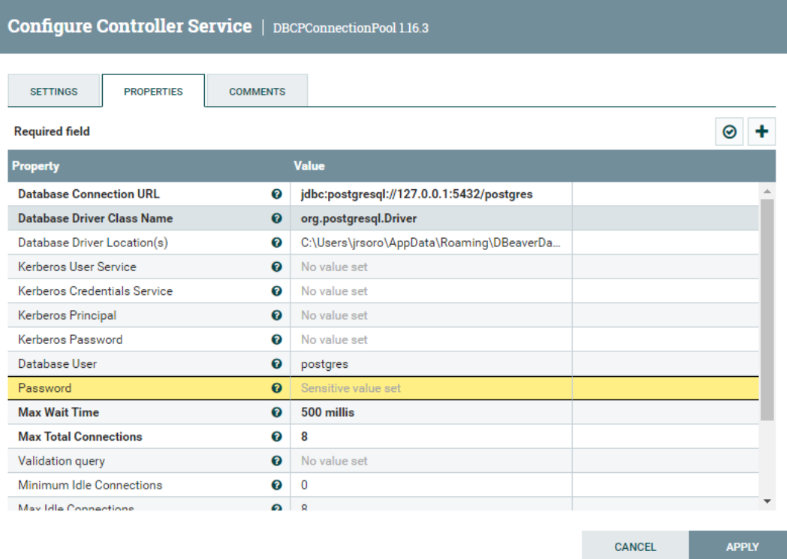 Configure Controller Service | DBCPConnectionPool 1.16.3
SETTINGS PROPERTIES COMMENTS
Required field
Property Value
Database Connection URL jdbc:postgresql://127.0.0.1:5432/postgres
Database Driver Class Name org.postgresql.Driver
Database Driver Location(s) C:\Users\jrsoro\AppData\Roaming\DBeaverDa...
Kerberos User Service No value set
Kerberos Credentials Service No value set
Kerberos Principal No value set
Kerberos Password No value set
Database User postgres
Password Sensitive value set
Max Wait Time 500 millis
Max Total Connections 8
Validation query No value set
Minimum Idle Connections 0
Max Idle Connections 8
CANCEL APPLY